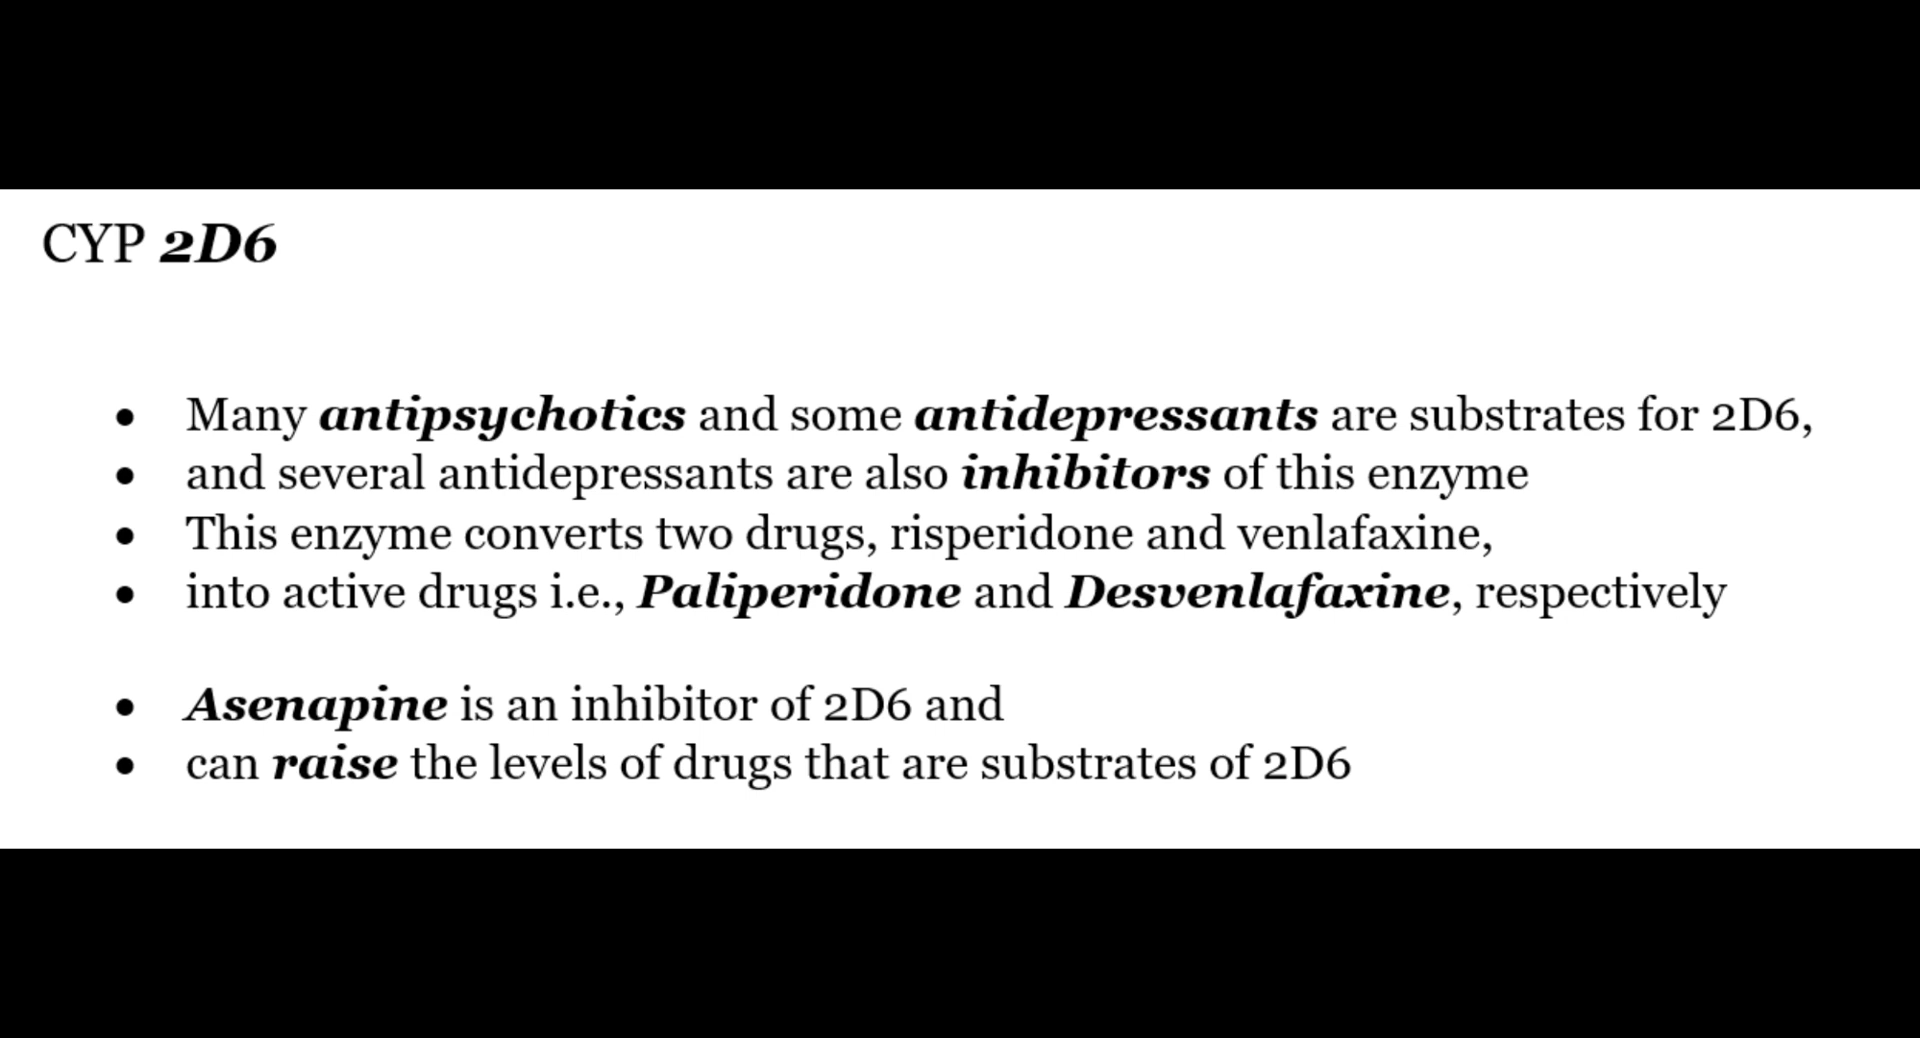 CYP 2D6
• Many antipsychotics and some antidepressants are substrates for 2D6,
• and several antidepressants are also inhibitors of this enzyme
• This enzyme converts two drugs, risperidone and venlafaxine,
• into active drugs i.e., Paliperidone and Desvenlafaxine, respectively
• Asenapine is an inhibitor of 2D6 and
• can raise the levels of drugs that are substrates of 2D6